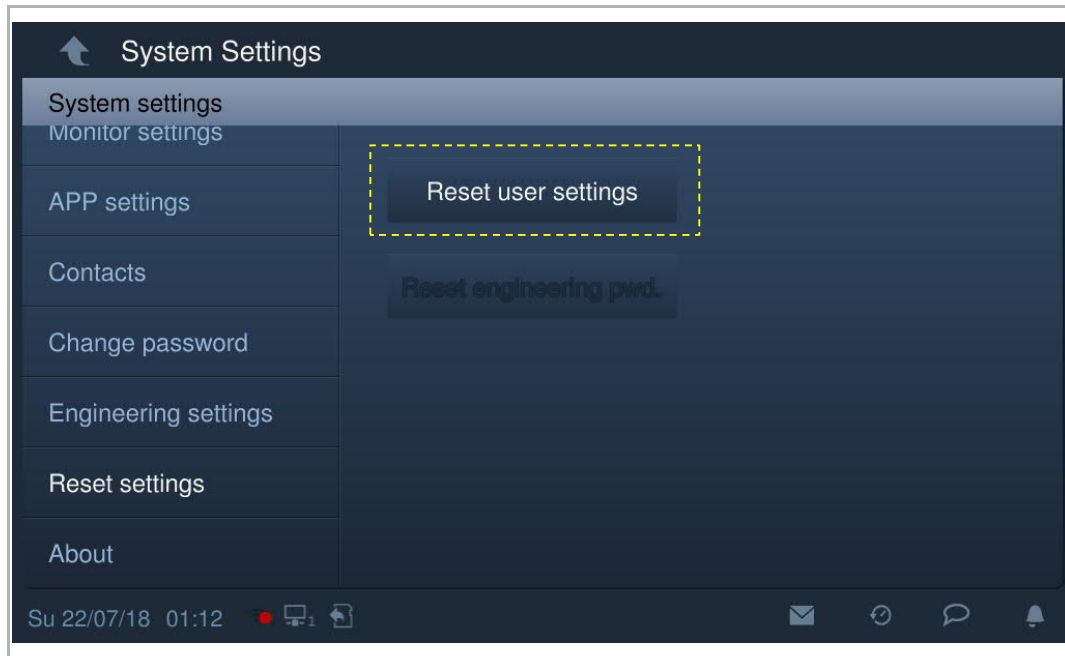 System Settings
System settings
Monitor settings
APP settings
Contacts
Change password
Engineering settings
Reset settings
About
Reset user settings
Reset engineering pwd.
Su 22/07/18 01:12
1